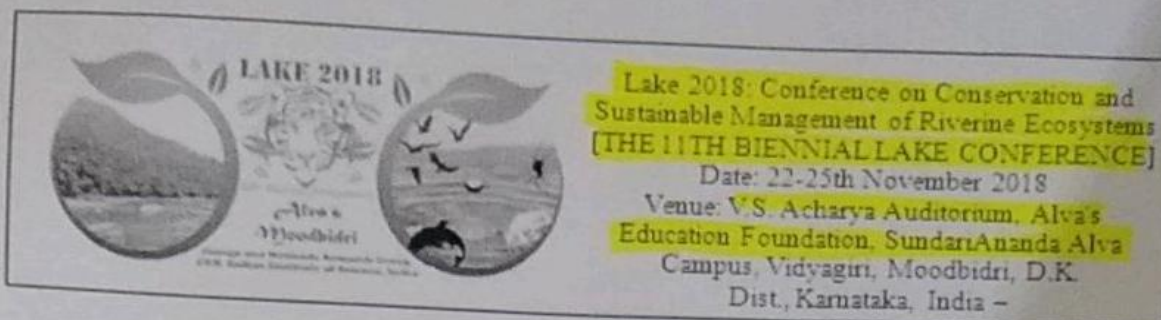 LAKE 2018
Alva's
Moodbidri
Lake 2018: Conference on Conservation and
Sustainable Management of Riverine Ecosystems
[THE 11TH BIENNIAL LAKE CONFERENCE]
Date: 22-25th November 2018
Venue: V.S. Acharya Auditorium, Alva's
Education Foundation, SundariAnanda Alva
Campus, Vidyagiri, Moodbidri, D.K.
Dist., Karnataka, India –